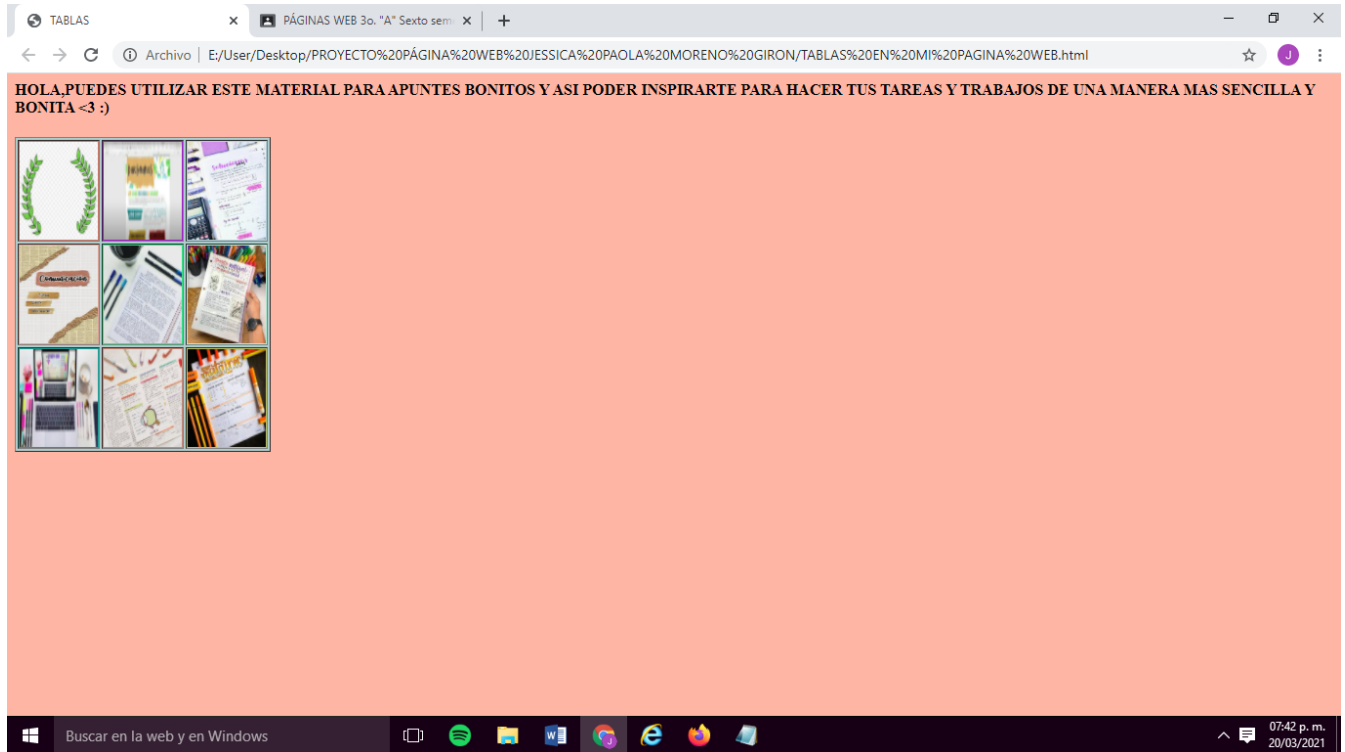 TABLAS
PÁGINAS WEB 3o. "A" Sexto sem
Archivo | E:/User/Desktop/PROYECTO%20PÁGINA%20WEB%20JESSICA%20PAOLA%20MORENO%20GIRON/TABLAS%20EN%20MI%20PAGINA%20WEB.html
J
HOLA,PUEDES UTILIZAR ESTE MATERIAL PARA APUNTES BONITOS Y ASI PODER INSPIRARTE PARA HACER TUS TAREAS Y TRABAJOS DE UNA MANERA MAS SENCILLA Y
BONITA <3 :)
Comunicación
Buscar en la web y en Windows
07:42 p. m.
20/03/2021